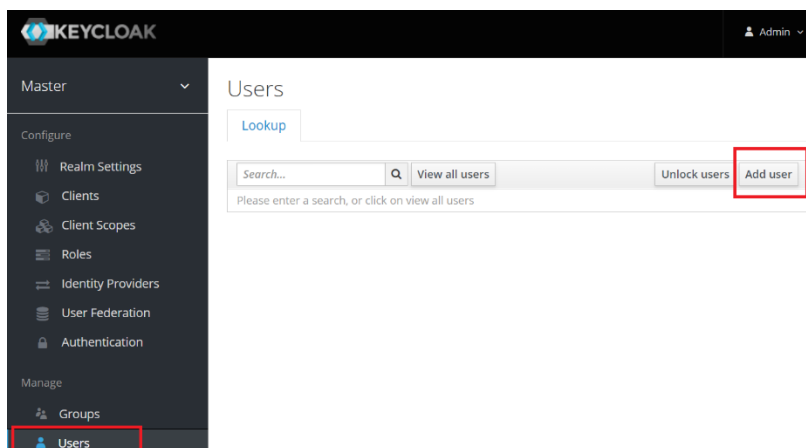 KEYCLOAK
Admin
Master
Configure
Realm Settings
Clients
Client Scopes
Roles
Identity Providers
User Federation
Authentication
Manage
Groups
Users
Users
Lookup
Search...
View all users
Unlock users
Add user
Please enter a search, or click on view all users